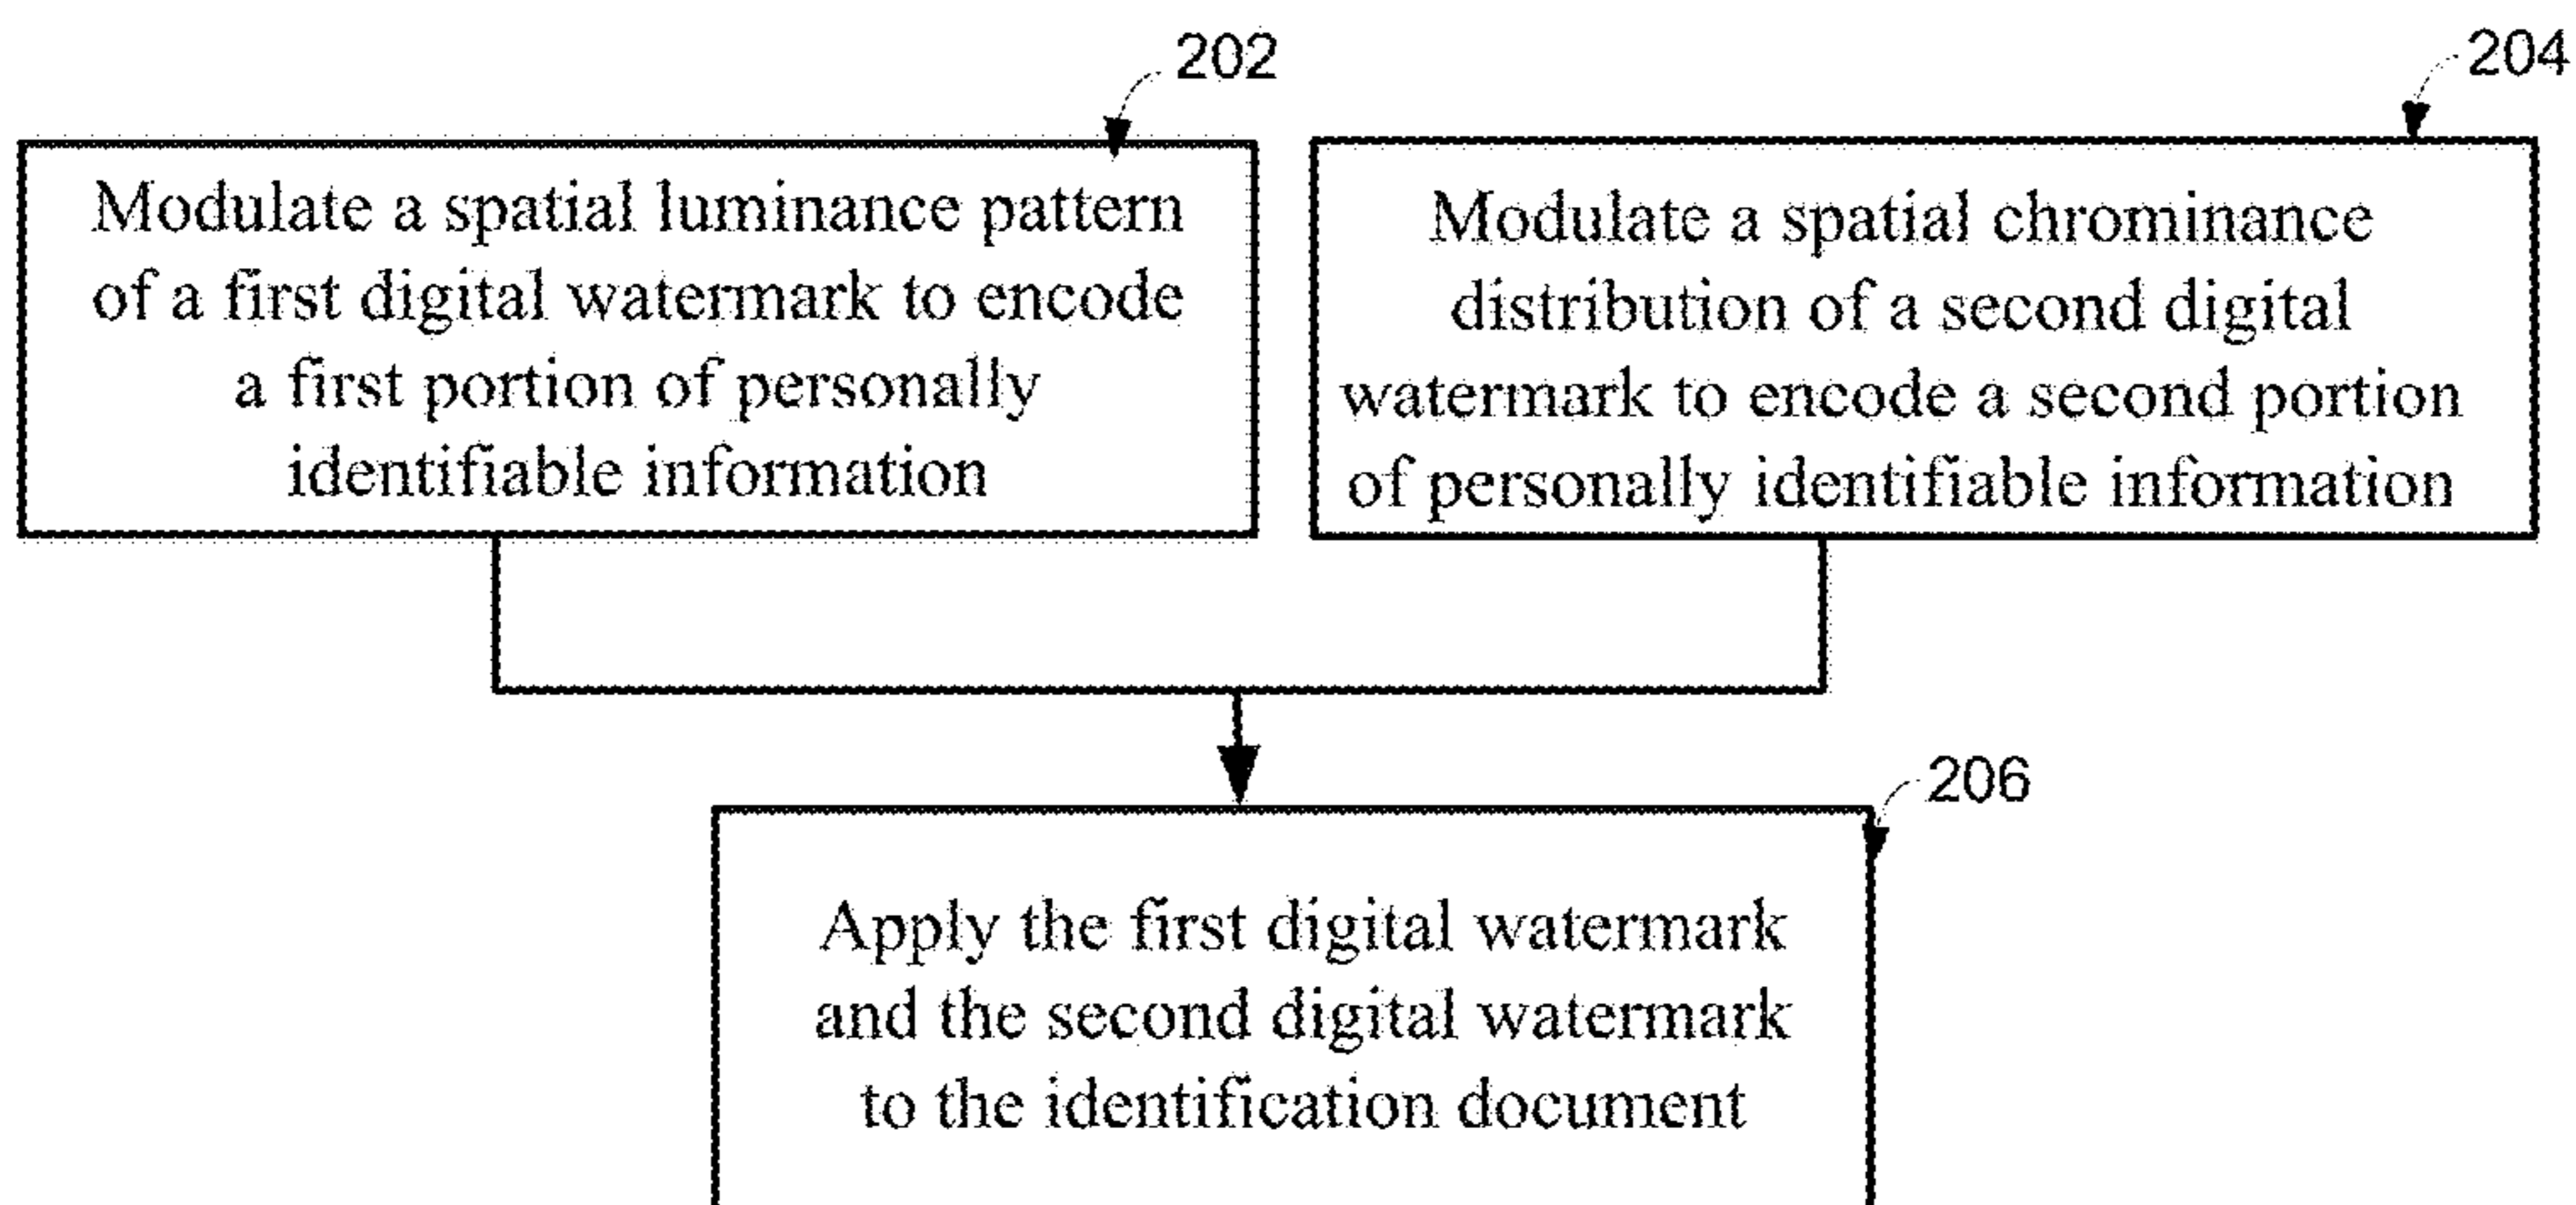 202
Modulate a spatial luminance pattern
of a first digital watermark to encode
a first portion of personally
identifiable information
204
Modulate a spatial chrominance
distribution of a second digital
watermark to encode a second portion
of personally identifiable information
206
Apply the first digital watermark
and the second digital watermark
to the identification document